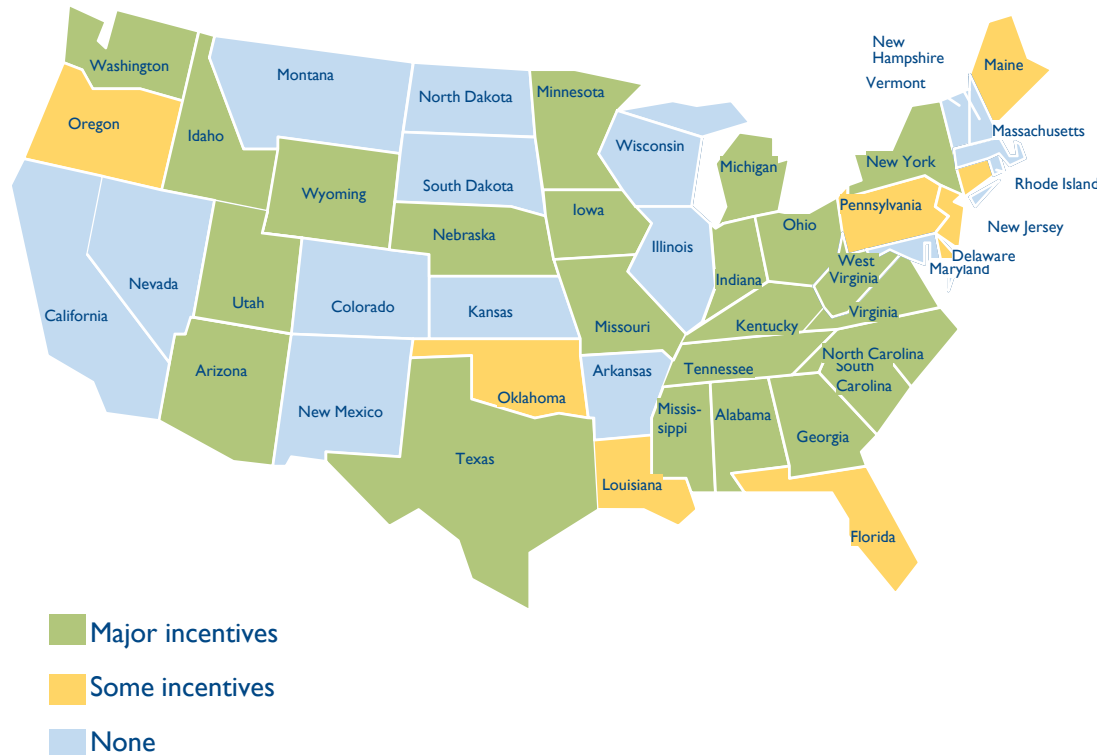 New
Hampshire
Vermont
Maine
Washington
Montana
North Dakota
Minnesota
Oregon
Idaho
Wisconsin
Massachusetts
Michigan
New York
South Dakota
Wyoming
Rhode Island
Pennsylvania
Iowa
Ohio
New Jersey
Nebraska
Illinois
Delaware
West
Virginia
Maryland
Nevada
Indiana
Utah
Colorado
Kansas
California
Virginia
Missouri
Kentucky
North Carolina
South
Carolina
Arizona
Arkansas
Tennessee
Oklahoma
New Mexico
Missis-
sippi
Alabama
Georgia
Texas
Louisiana
Florida
Major incentives
Some incentives
None